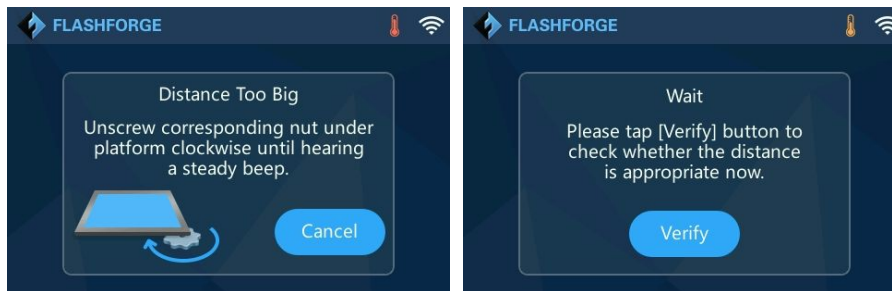 FLASHFORGE
Distance Too Big
Unscrew corresponding nut under
platform clockwise until hearing
a steady beep.
Cancel
FLASHFORGE
Wait
Please tap [Verify] button to
check whether the distance
is appropriate now.
Verify